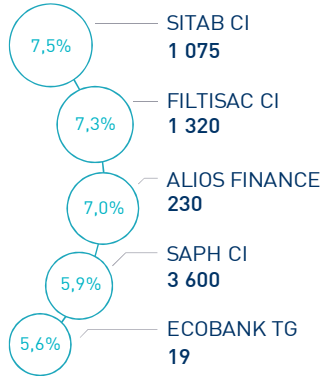 7,5%
SITAB CI
1 075
7,3%
FILTISAC CI
1 320
7,0%
ALIOS FINANCE
230
5,9%
SAPH CI
3 600
5,6%
ECOBANK TG
19